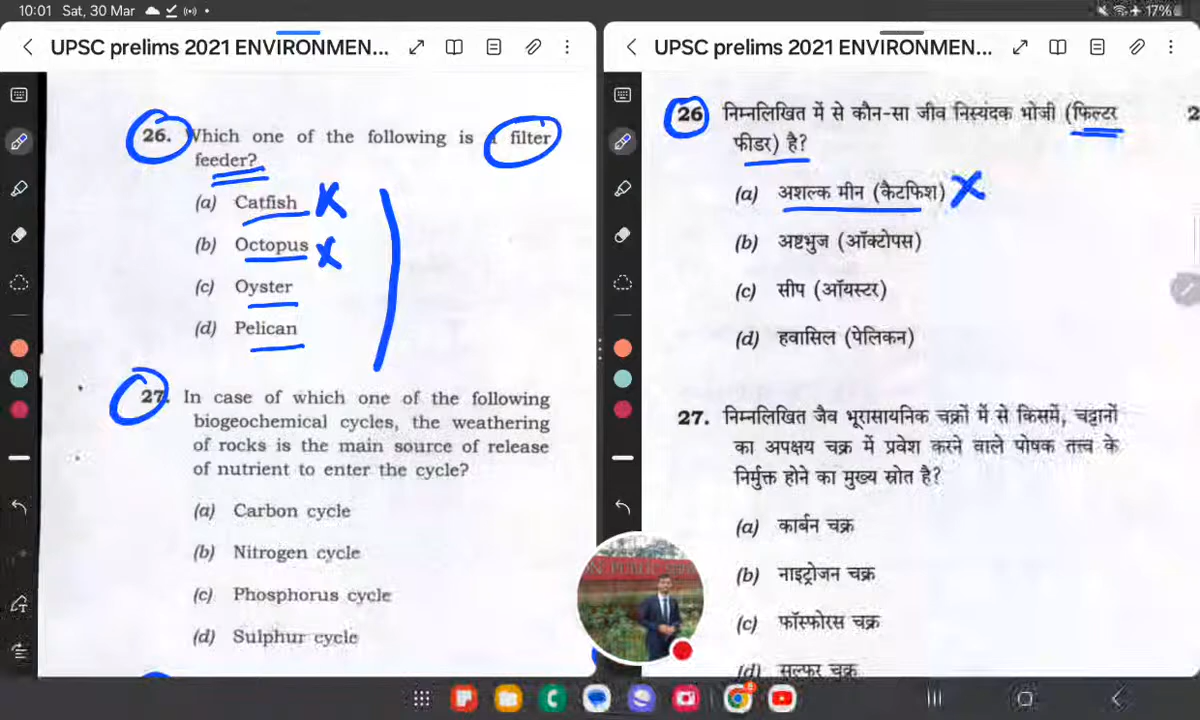 10:01 Sat, 30 Mar
17%
UPSC prelims 2021 ENVIRONMEN...
26. Which one of the following is a filter
feeder?
(a) Catfish
(b) Octopus
(c) Oyster
(d) Pelican
27. In case of which one of the following
biogeochemical cycles, the weathering
of rocks is the main source of release
of nutrient to enter the cycle?
(a) Carbon cycle
(b) Nitrogen cycle
(c) Phosphorus cycle
(d) Sulphur cycle
UPSC prelims 2021 ENVIRONMEN...
26 निम्नलिखित में से कौन-सा जीव निस्यंदक भोजी (फिल्टर
फीडर) है?
(a) अशल्क मीन (कैटफिश)
(b) अष्टभुज (ऑक्टोपस)
(c) सीप (ऑयस्टर)
(d) हवासिल (पेलिकन)
27. निम्नलिखित जैव भूरासायनिक चक्रों में से किसमें, चट्टानों
का अपक्षय चक्र में प्रवेश करने वाले पोषक तत्त्व के
निर्मुक्त होने का मुख्य स्रोत है?
(a) कार्बन चक्र
(b) नाइट्रोजन चक्र
(c) फॉस्फोरस चक्र
(d) सल्फर चक्र
2